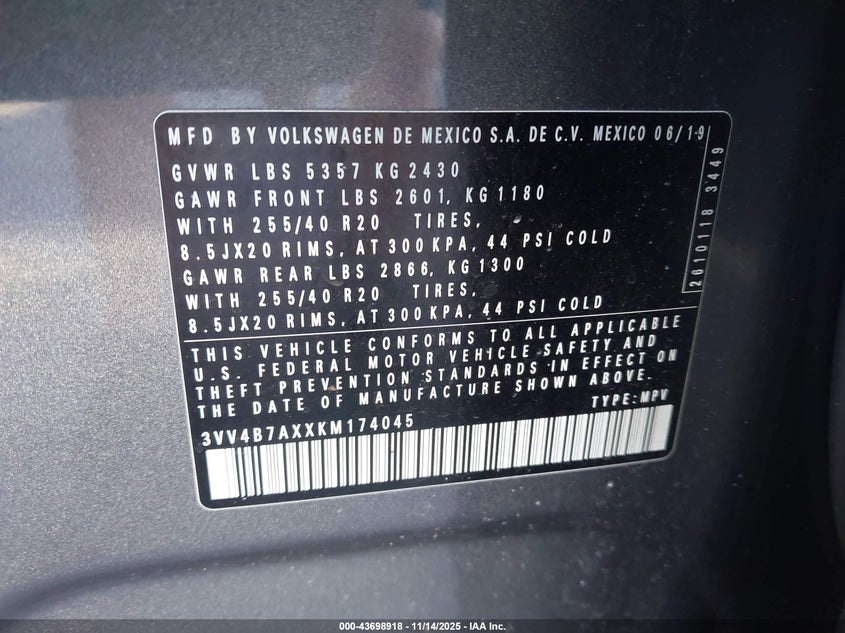 MFD BY VOLKSWAGEN DE MEXICO S.A. DE C.V. MEXICO 06/19
GVWR LBS 5357 KG 2430
GAWR FRONT LBS 2601, KG 1180
WITH 255/40 R20 TIRES,
8.5JX20 RIMS, AT 300 KPA, 44 PSI COLD
GAWR REAR LBS 2866, KG 1300
WITH 255/40 R20 TIRES,
8.5JX20 RIMS, AT 300 KPA, 44 PSI COLD
2610118 3449
THIS VEHICLE CONFORMS TO ALL APPLICABLE
U.S. FEDERAL MOTOR VEHICLE SAFETY AND
THEFT PREVENTION STANDARDS IN EFFECT ON
THE DATE OF MANUFACTURE SHOWN ABOVE.
TYPE: MPV
3VV4B7AXXKM174045
000-43698918 - 11/14/2025 - IAA Inc.